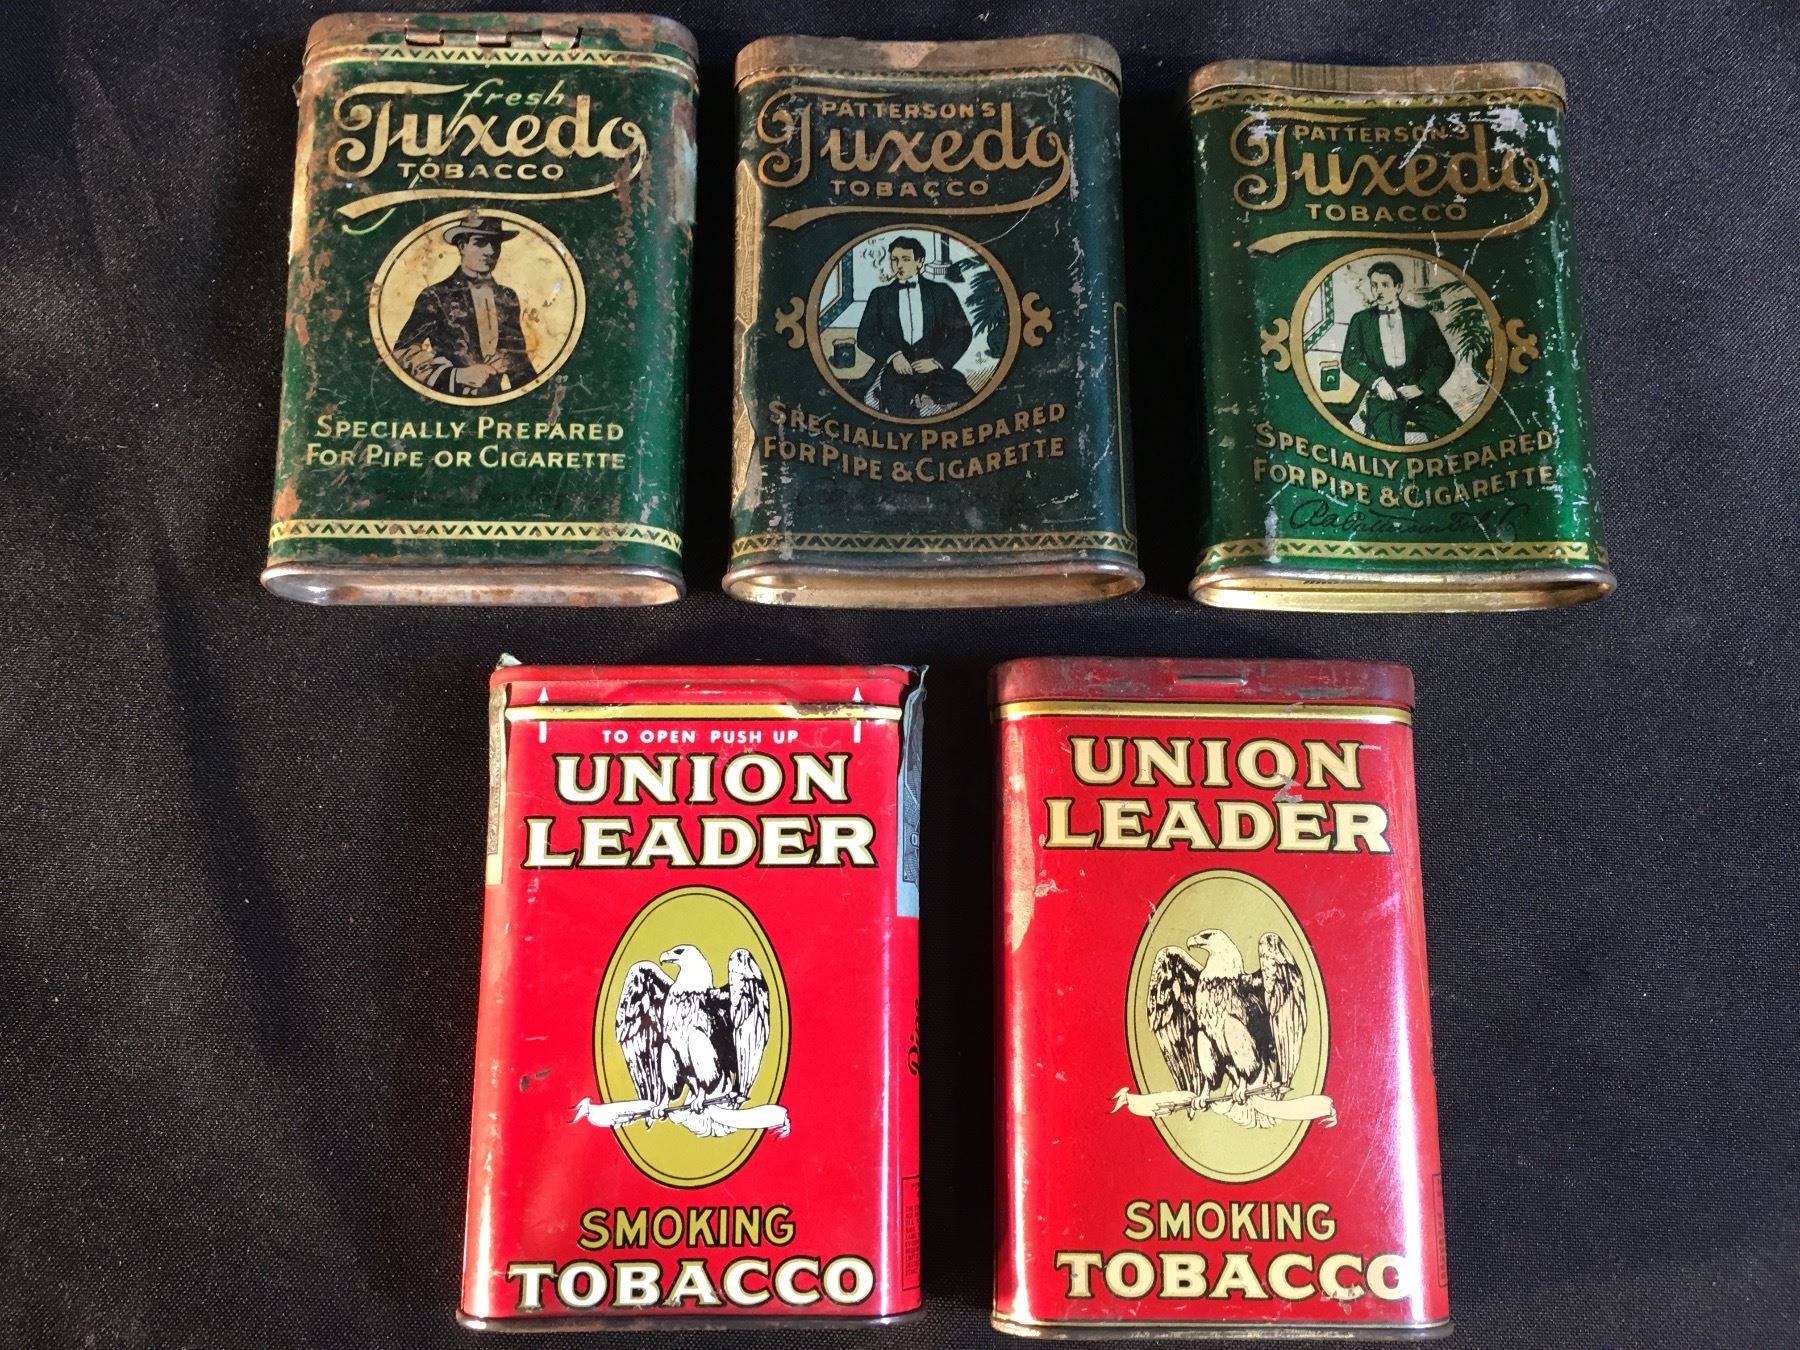 fresh
Tuxedo
TOBACCO
SPECIALLY PREPARED
FOR PIPE OR CIGARETTE
PATTERSON'S
Tuxedo
TOBACCO
SPECIALLY PREPARED
FOR PIPE & CIGARETTE
PATTERSON'S
Tuxedo
TOBACCO
SPECIALLY PREPARED
FOR PIPE & CIGARETTE
TO OPEN PUSH UP
UNION
LEADER
SMOKING
TOBACCO
UNION
LEADER
SMOKING
TOBACCO